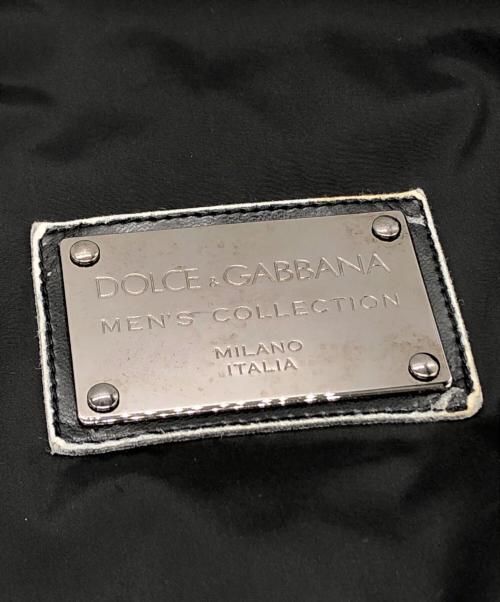 DOLCE & GABBANA
MEN'S COLLECTION
MILANO
ITALIA